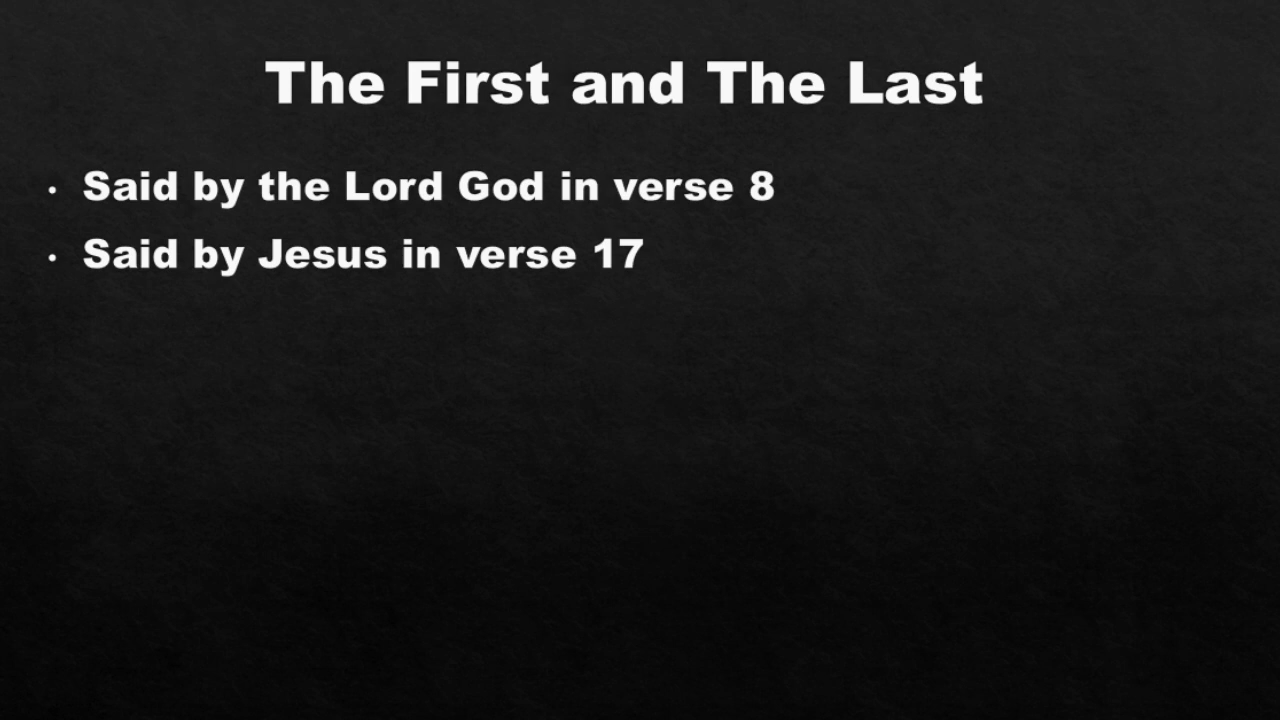 The First and The Last
• Said by the Lord God in verse 8
• Said by Jesus in verse 17